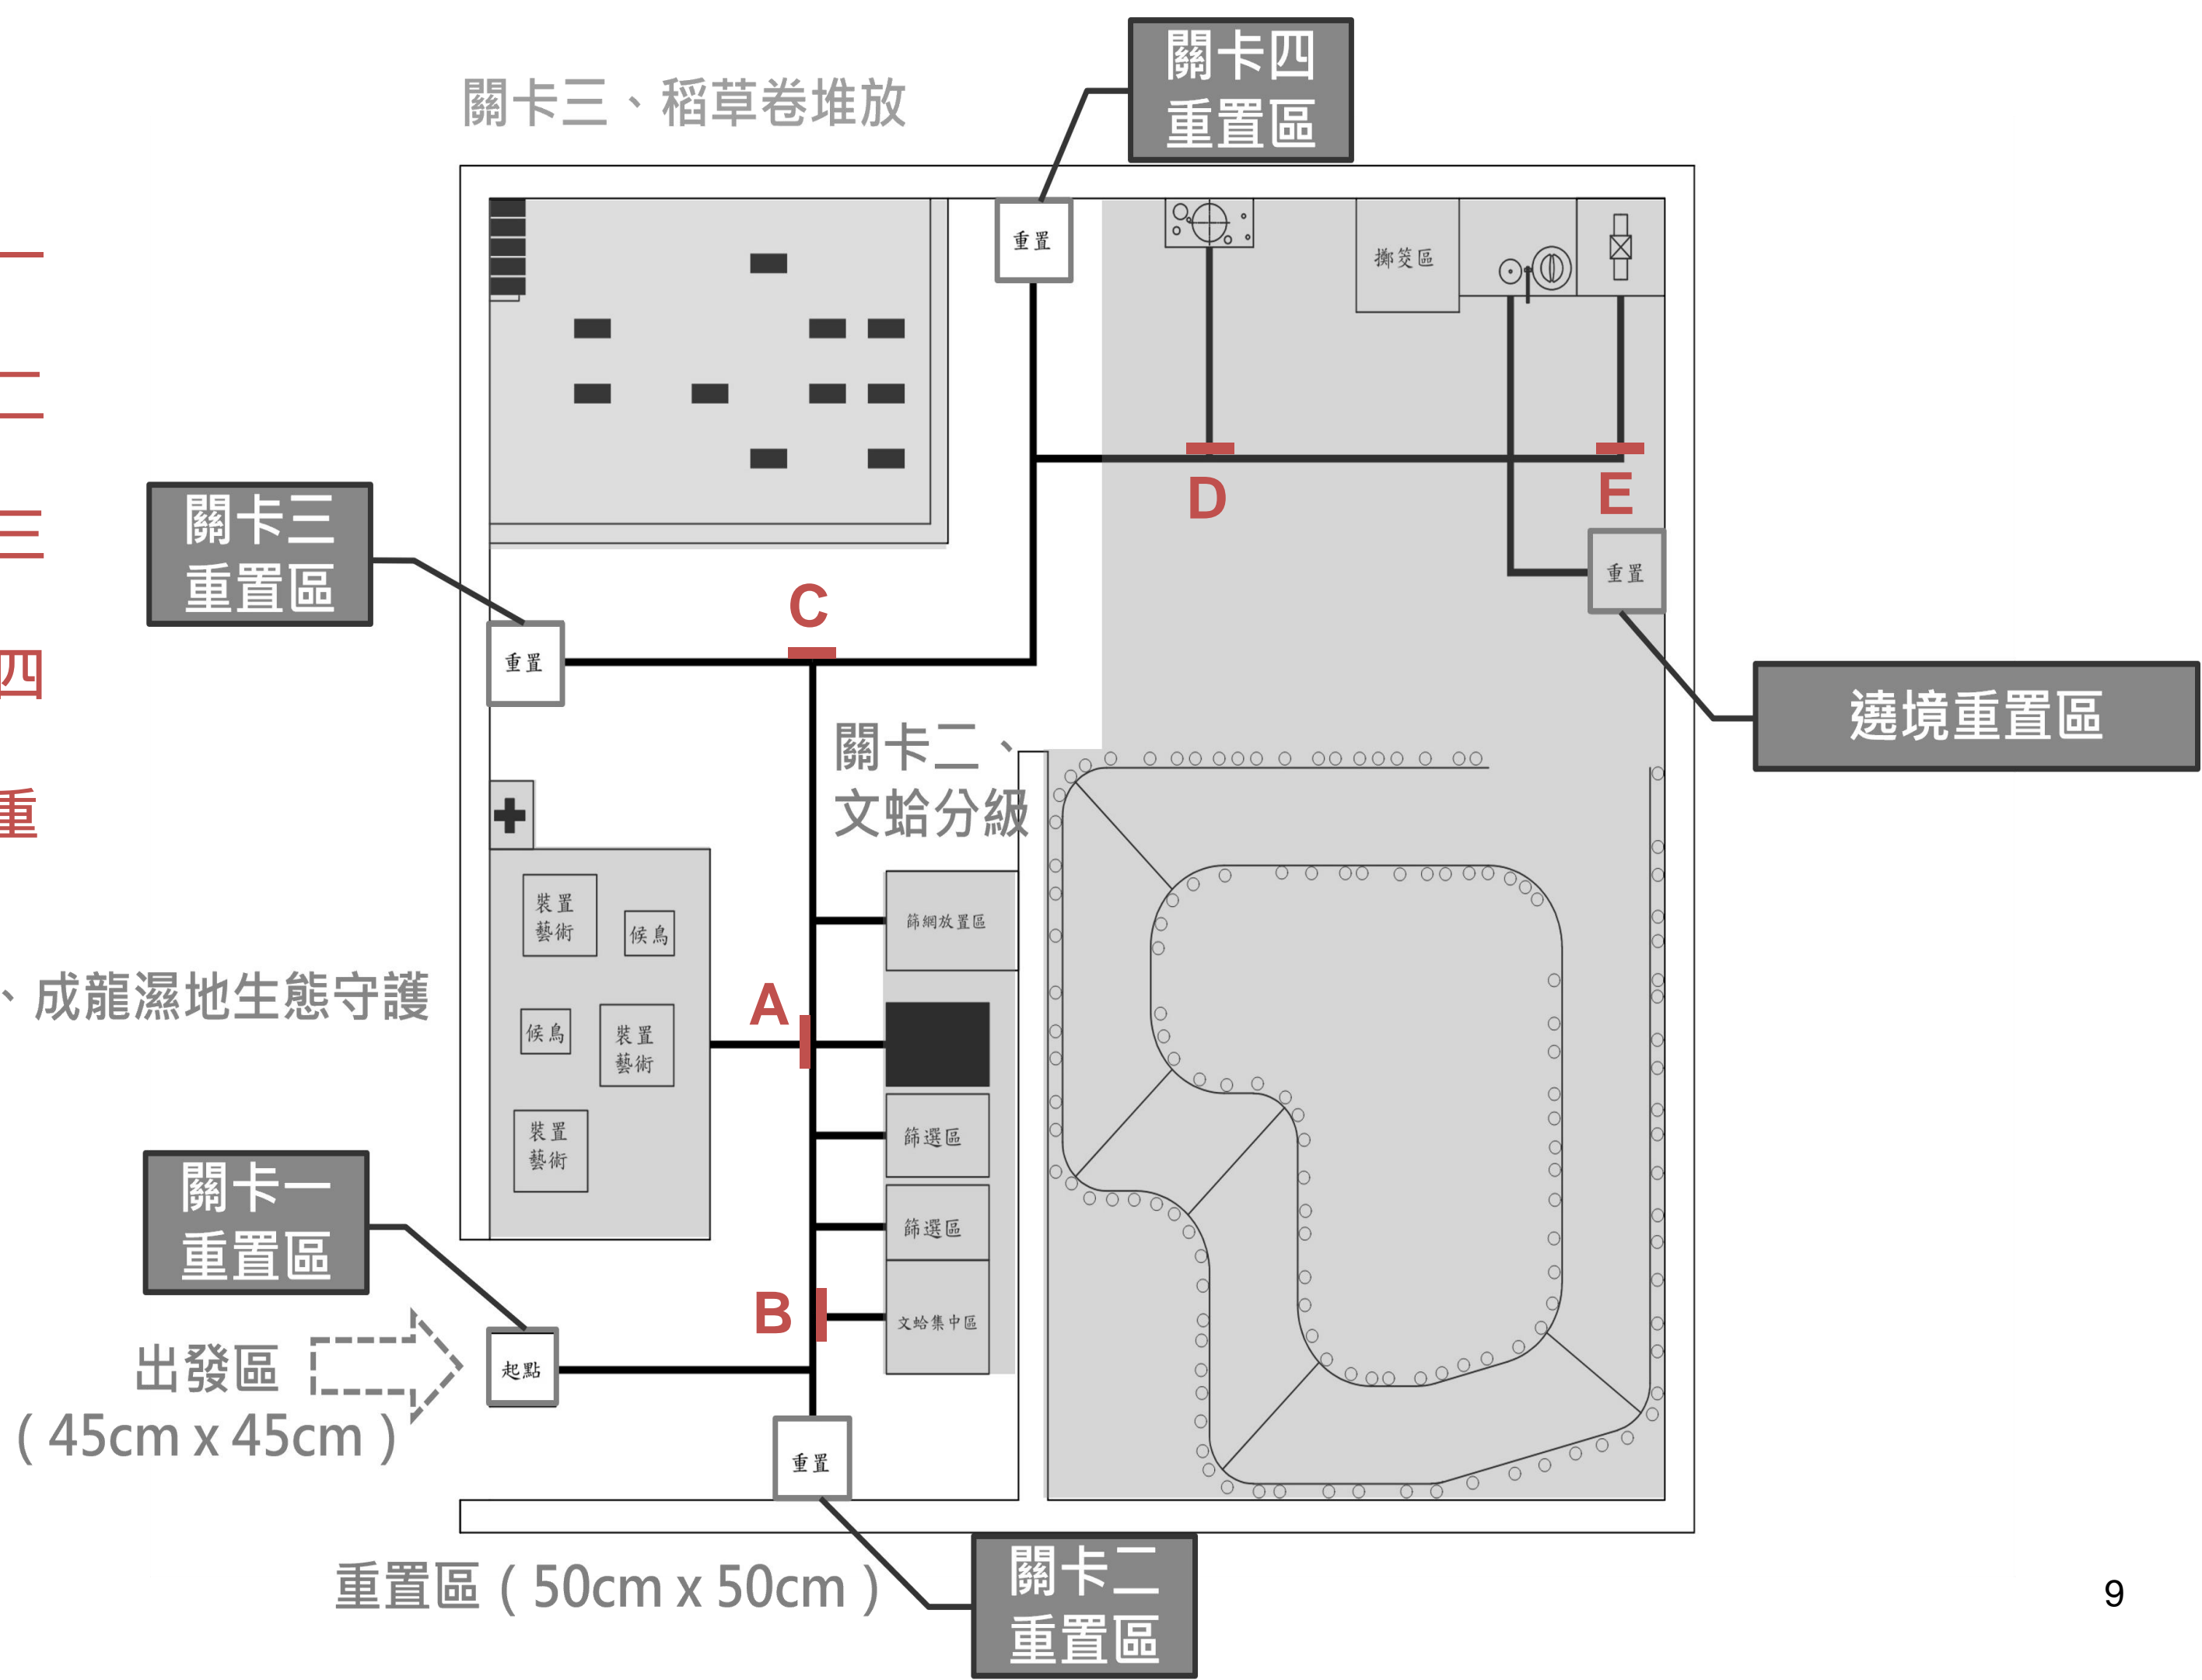 關卡四
重置區
關卡三、稻草卷堆放
重置
擲筊區
一
二
三
四
重
D
E
關卡三
重置區
重置
C
重置
遶境重置區
關卡二、
文蛤分級
裝置
藝術
候鳥
篩網放置區
、成龍濕地生態守護
A
候鳥
裝置
藝術
篩選區
裝置
藝術
篩選區
關卡一
重置區
B
文蛤集中區
出發區
(45cm x 45cm)
起點
重置
重置區(50cm x 50cm)
關卡二
重置區
9